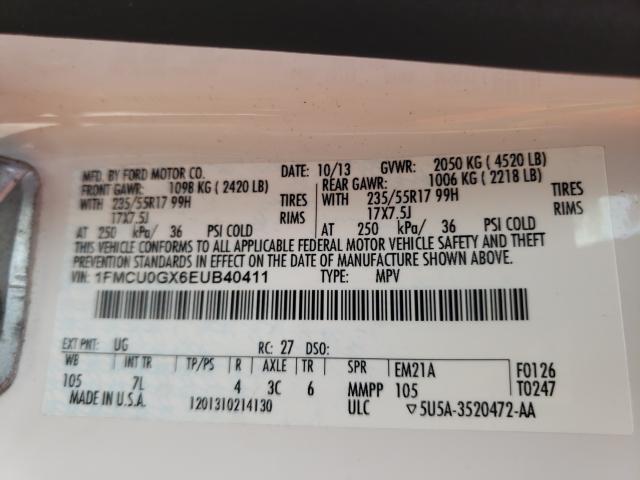 MFD. BY FORD MOTOR CO. DATE: 10/13 GVWR: 2050 KG ( 4520 LB)
FRONT GAWR: 1098 KG ( 2420 LB) REAR GAWR: 1006 KG ( 2218 LB)
WITH 235/55R17 99H TIRES WITH 235/55R17 99H TIRES
17X7.5J RIMS 17X7.5J RIMS
AT 250 kPa/ 36 PSI COLD AT 250 kPa/ 36 PSI COLD
THIS VEHICLE CONFORMS TO ALL APPLICABLE FEDERAL MOTOR VEHICLE SAFETY AND THEFT
PREVENTION STANDARDS IN EFFECT ON THE DATE OF MANUFACTURE SHOWN ABOVE.
VIN: 1FMCU0GX6EUB40411 TYPE: MPV
EXT PNT: UG RC: 27 DSO:
WB INT TR TP/PS R AXLE TR SPR EM21A F0126
105 7L 4 3C 6 MMPP 105 T0247
MADE IN U.S.A. 1201310214130 ULC ▽5U5A-3520472-AA